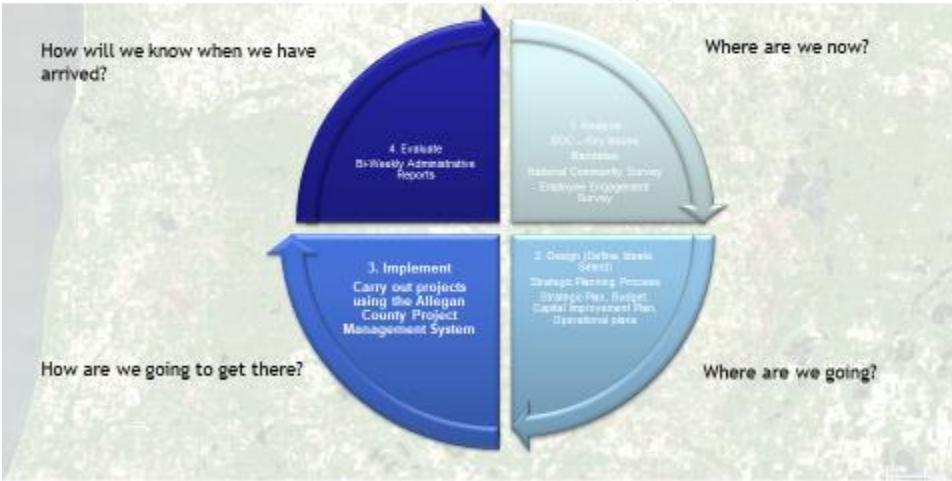 How will we know when we have
arrived?
Where are we now?
4. Evaluate
Bi-Weekly Administrative
Reports
1. Analysis
Key Issues
Mandates
National Community Survey
Employee Engagement
Survey
3. Implement
Carry out projects
using the Allegan
County Project
Management System
2. Design (Define, Ideate,
Select)
Strategic Planning Process
Strategic Plan, Budget,
Capital Improvement Plan,
Operational plans
How are we going to get there?
Where are we going?